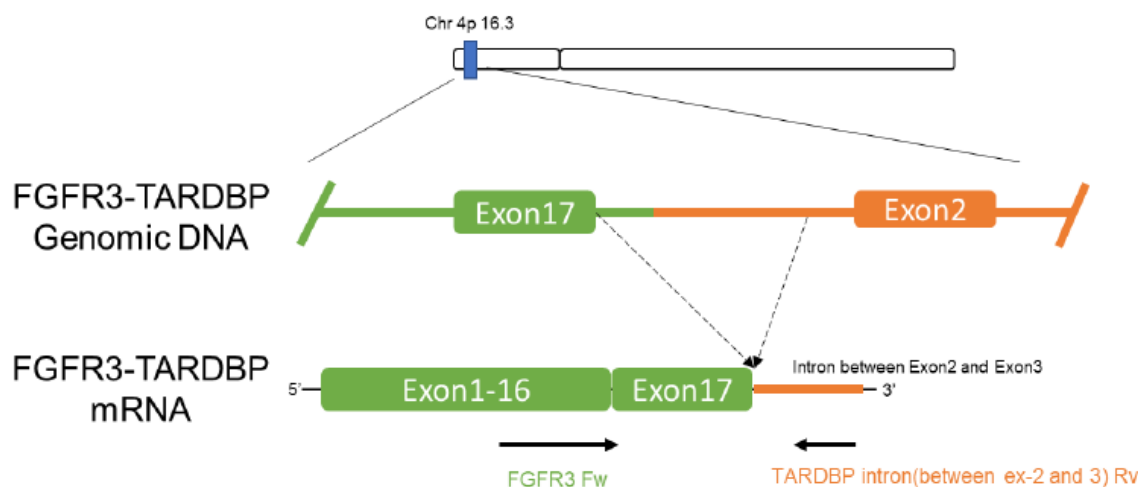 Chr 4p 16.3
FGFR3-TARDBP
Genomic DNA
Exon17
Exon2
FGFR3-TARDBP
mRNA
5’
Exon1-16
Exon17
Intron between Exon2 and Exon3
3’
FGFR3 Fw
TARDBP intron(between ex-2 and 3) Rv